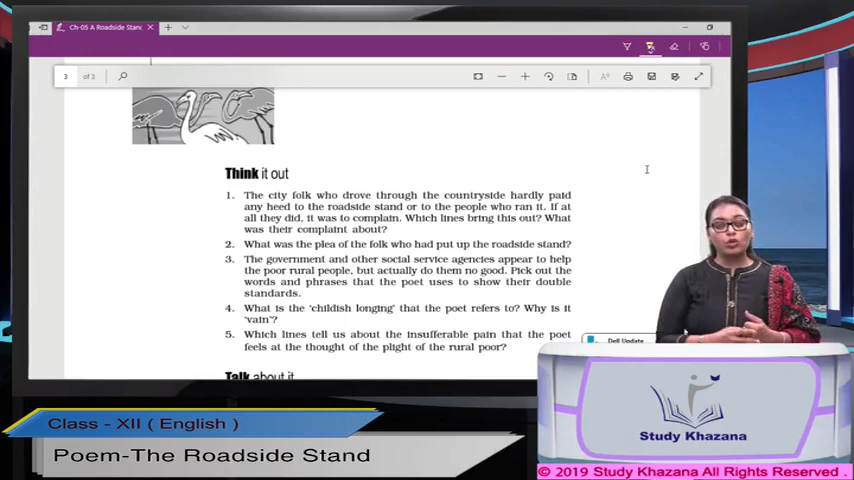 Ch-05 A Roadside Stand
3 of 3
Think it out
1. The city folk who drove through the countryside hardly paid
any heed to the roadside stand or to the people who ran it. If at
all they did, it was to complain. Which lines bring this out? What
was their complaint about?
2. What was the plea of the folk who had put up the roadside stand?
3. The government and other social service agencies appear to help
the poor rural people, but actually do them no good. Pick out the
words and phrases that the poet uses to show their double
standards.
4. What is the ‘childish longing’ that the poet refers to? Why is it
‘vain’?
5. Which lines tell us about the insufferable pain that the poet
feels at the thought of the plight of the rural poor?
Talk about it
Dell Update
Study Khazana
Class - XII ( English )
Poem-The Roadside Stand
© 2019 Study Khazana All Rights Reserved .